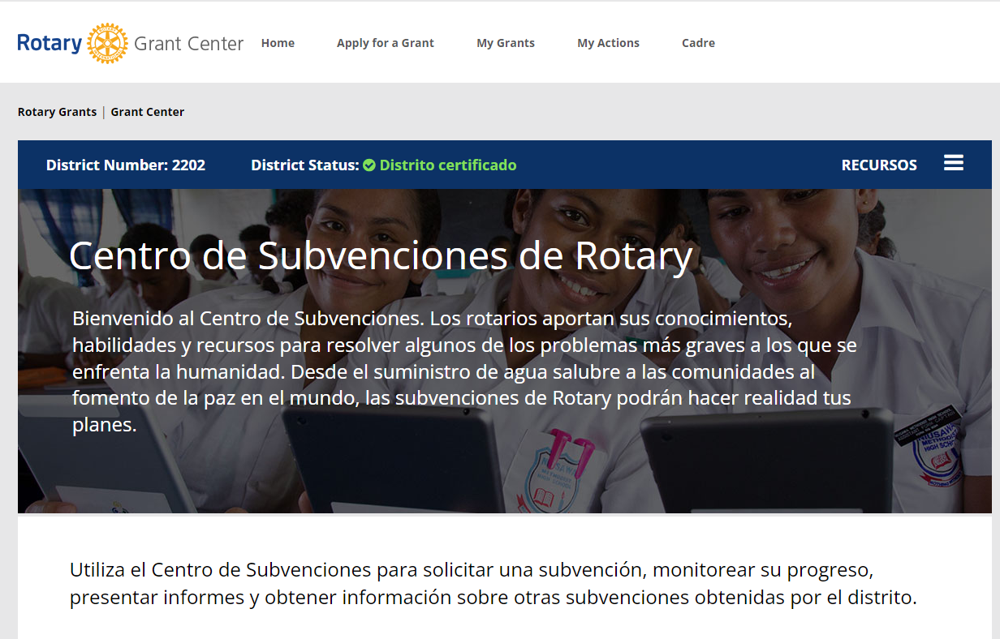 Rotary Grant Center Home Apply for a Grant My Grants My Actions Cadre
Rotary Grants | Grant Center
District Number: 2202 District Status: Distrito certificado RECURSOS
Centro de Subvenciones de Rotary
Bienvenido al Centro de Subvenciones. Los rotarios aportan sus conocimientos,
habilidades y recursos para resolver algunos de los problemas más graves a los que se
enfrenta la humanidad. Desde el suministro de agua salubre a las comunidades al
fomento de la paz en el mundo, las subvenciones de Rotary podrán hacer realidad tus
planes.
NIUSAWA
METHODIST
HIGH SCHOOL
Utiliza el Centro de Subvenciones para solicitar una subvención, monitorear su progreso,
presentar informes y obtener información sobre otras subvenciones obtenidas por el distrito.